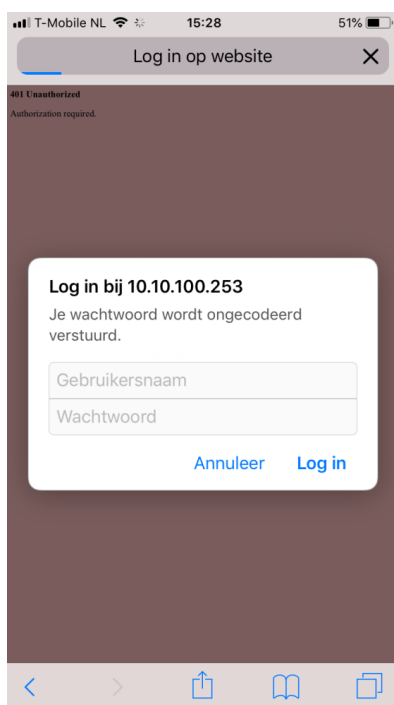 T-Mobile NL 15:28 51%
Log in op website
401 Unauthorized
Authorization required.
Log in bij 10.10.100.253
Je wachtwoord wordt ongecodeerd
verstuurd.
Gebruikersnaam
Wachtwoord
Annuleer Log in